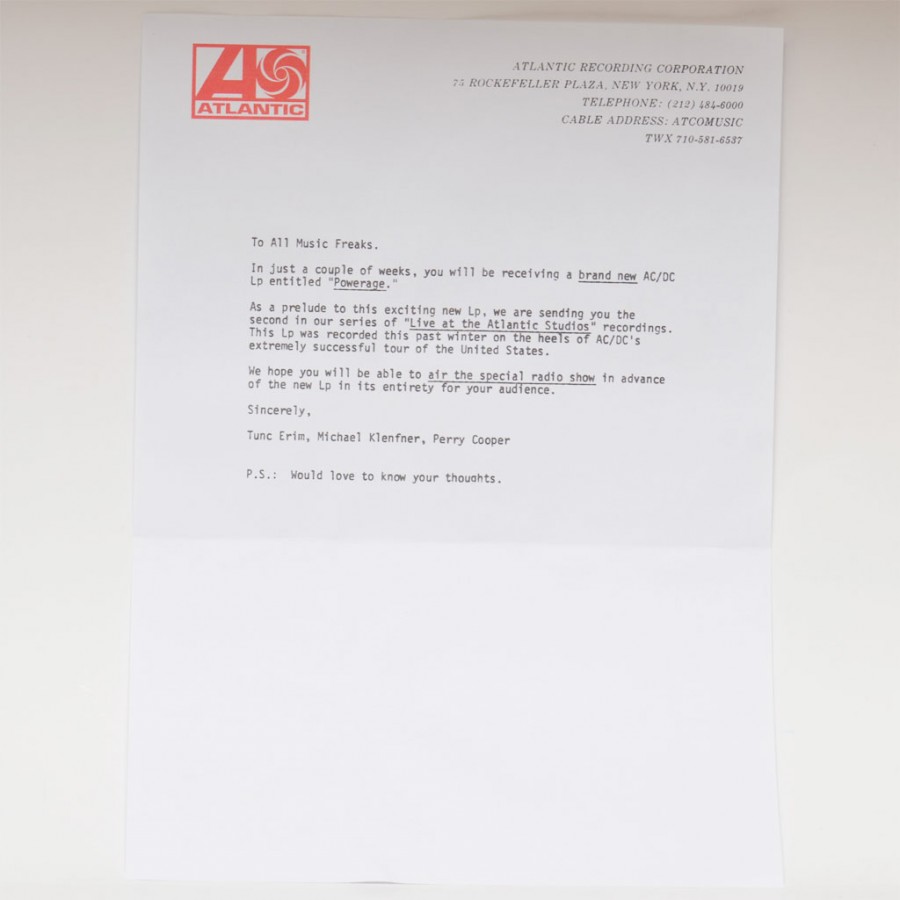 ATLANTIC
ATLANTIC RECORDING CORPORATION
75 ROCKEFELLER PLAZA, NEW YORK, N.Y. 10019
TELEPHONE: (212) 484-6000
CABLE ADDRESS: ATCOMUSIC
TWX 710-581-6537
To All Music Freaks.
In just a couple of weeks, you will be receiving a brand new AC/DC
Lp entitled "Powerage."
As a prelude to this exciting new Lp, we are sending you the
second in our series of "Live at the Atlantic Studios" recordings.
This Lp was recorded this past winter on the heels of AC/DC's
extremely successful tour of the United States.
We hope you will be able to air the special radio show in advance
of the new Lp in its entirety for your audience.
Sincerely,
Tunc Erim, Michael Klenfner, Perry Cooper
P.S.: Would love to know your thoughts.